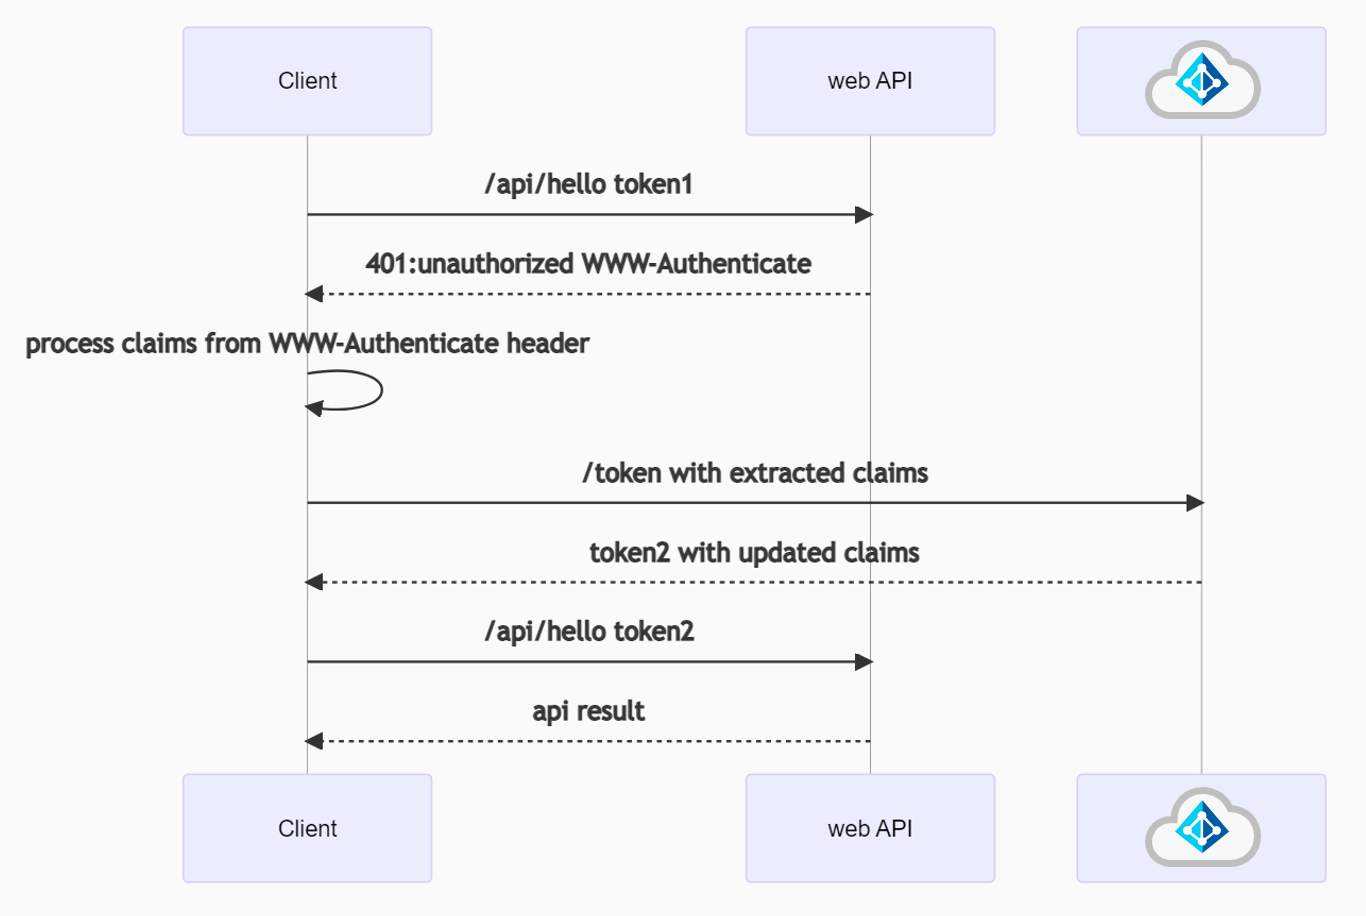 Client
web API
/api/hello token1
401:unauthorized WWW-Authenticate
process claims from WWW-Authenticate header
/token with extracted claims
token2 with updated claims
/api/hello token2
api result
Client
web API